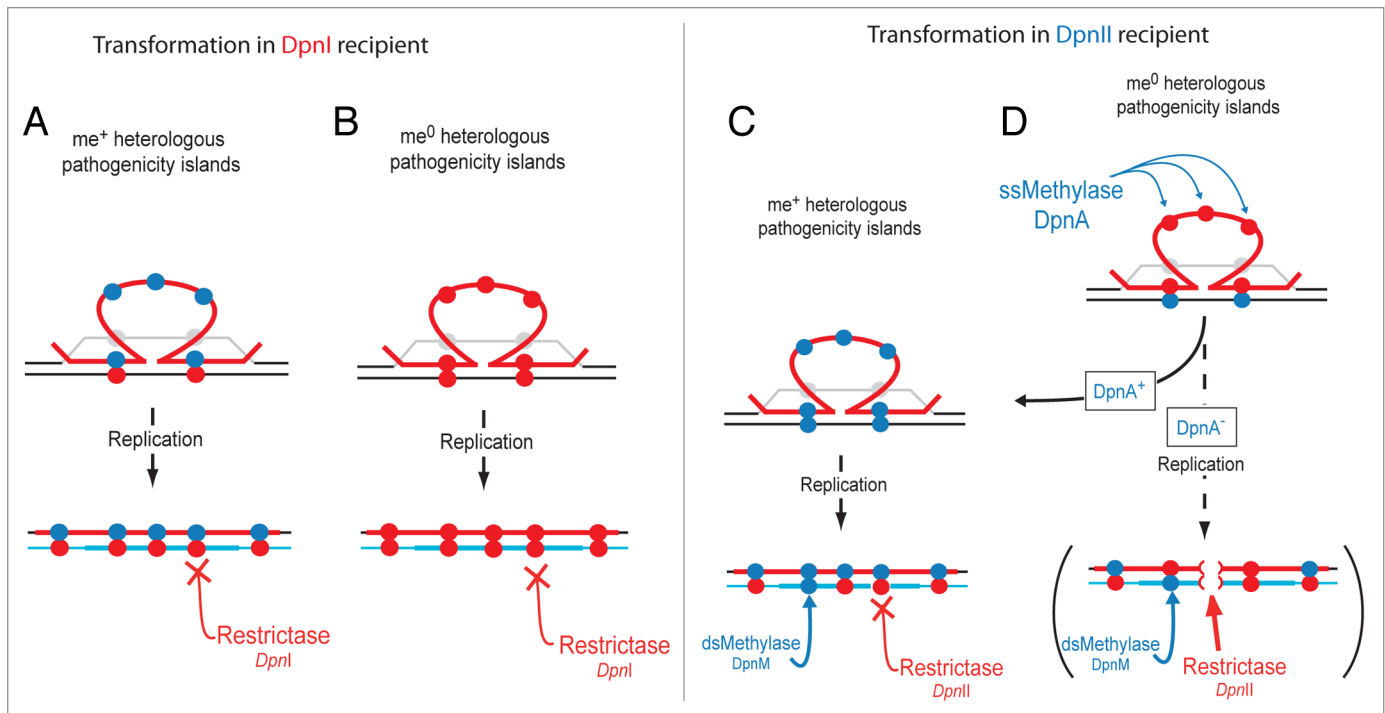 Transformation in DpnI recipient
A
me+ heterologous
pathogenicity islands
Replication
Restrictase
DpnI
B
me0 heterologous
pathogenicity islands
Replication
Restrictase
DpnI
Transformation in DpnII recipient
C
me+ heterologous
pathogenicity islands
Replication
dsMethylase
DpnM
Restrictase
DpnII
D
me0 heterologous
pathogenicity islands
ssMethylase
DpnA
DpnA+
DpnA-
Replication
dsMethylase
DpnM
Restrictase
DpnII